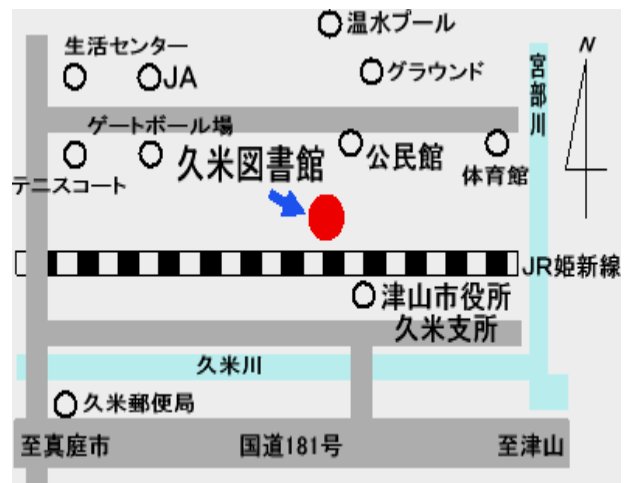 温水プール
生活センター
JA
グラウンド
N
宮部川
ゲートボール場
公民館
久米図書館
体育館
テニスコート
JR姫新線
津山市役所
久米支所
久米川
久米郵便局
至真庭市
国道181号
至津山